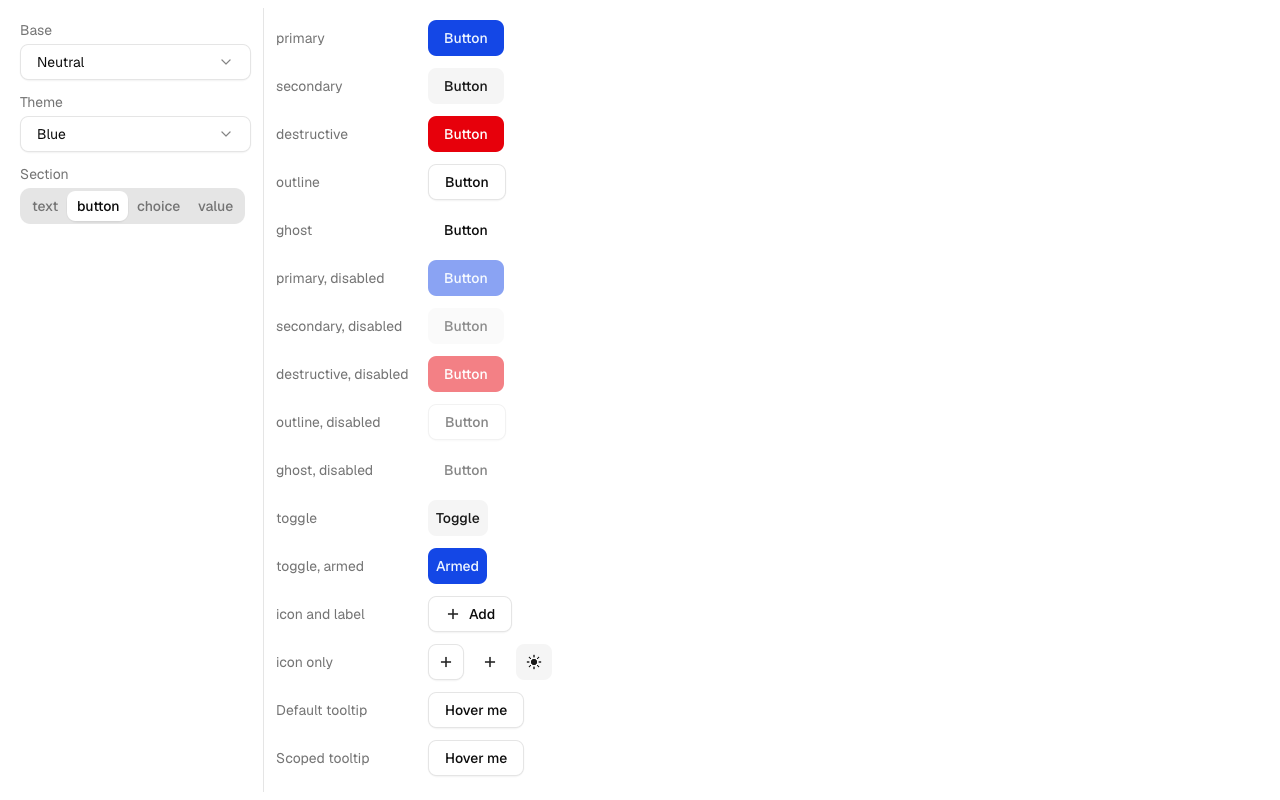 Base
Neutral
Theme
Blue
Section
text button choice value
primary Button
secondary Button
destructive Button
outline Button
ghost Button
primary, disabled Button
secondary, disabled Button
destructive, disabled Button
outline, disabled Button
ghost, disabled Button
toggle Toggle
toggle, armed Armed
icon and label Add
icon only
Default tooltip Hover me
Scoped tooltip Hover me